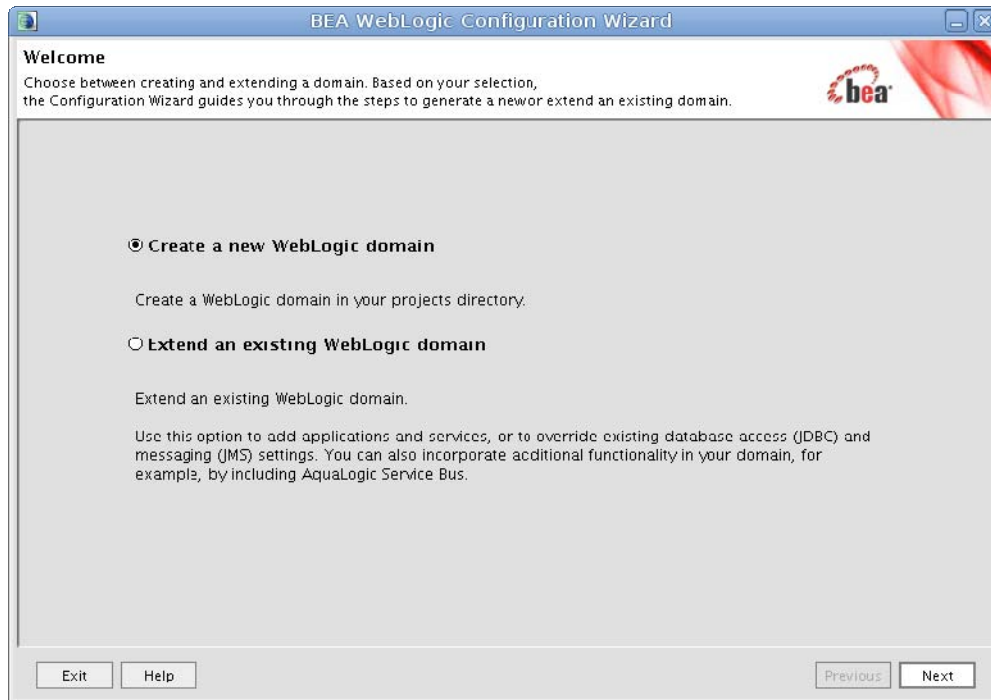 BEA WebLogic Configuration Wizard
Welcome
Choose between creating and extending a domain. Based on your selection,
the Configuration Wizard guides you through the steps to generate a newor extend an existing domain.
bea
Create a new WebLogic domain
Create a WebLogic domain in your projects directory.
Extend an existing WebLogic domain
Extend an existing WebLogic domain.
Use this option to add applications and services, or to override existing database access (JDBC) and
messaging (JMS) settings. You can also incorporate additional functionality in your domain, for
example, by including AquaLogic Service Bus.
Exit Help Previous Next